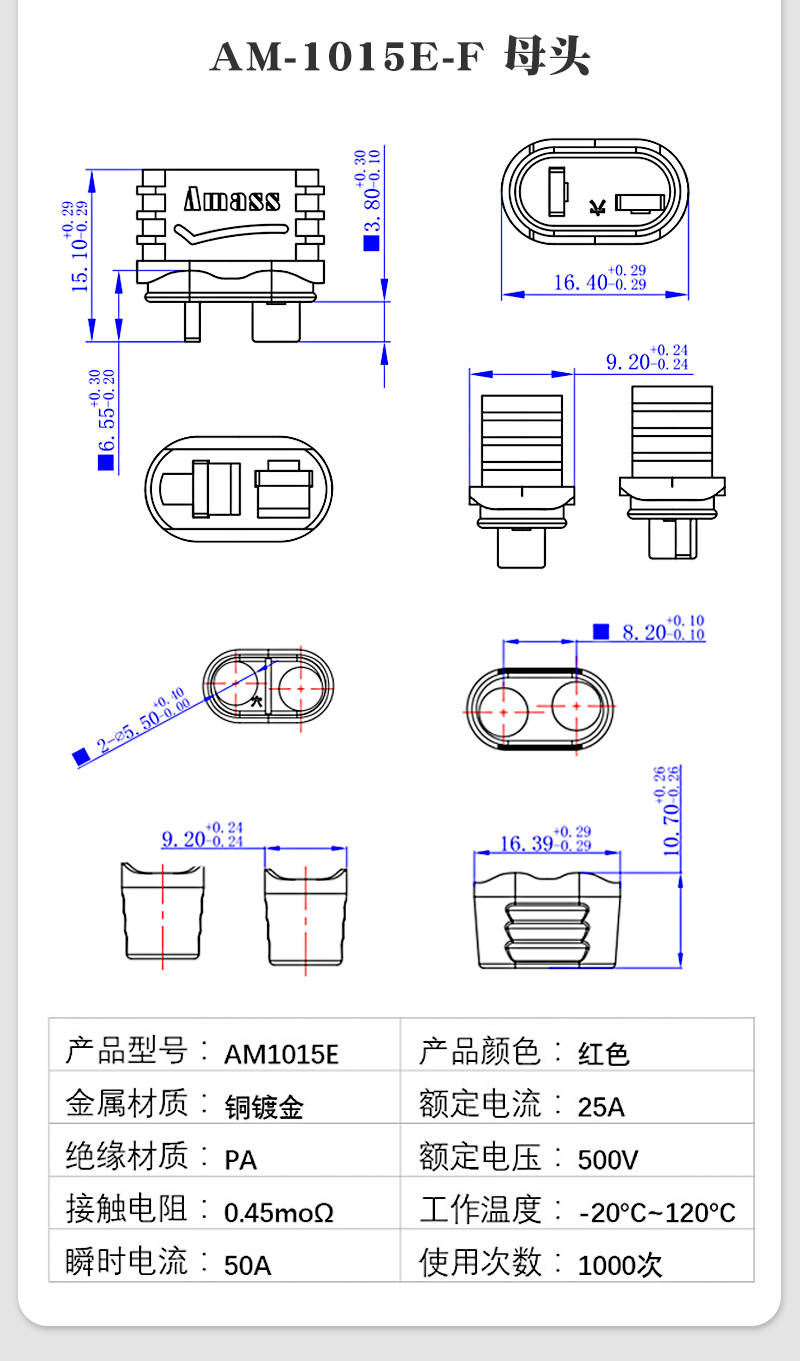 AM-1015E-F 母头
Amass
15.10+0.29-0.29
■3.80+0.30-0.10
■6.55+0.30-0.20
16.40+0.29-0.29
9.20+0.24-0.24
■ 2-⌀5.50+0.40-0.00
■ 8.20+0.10-0.10
9.20+0.24-0.24
16.39+0.29-0.29
10.70+0.26-0.26
产品型号：AM1015E
产品颜色：红色
金属材质：铜镀金
额定电流：25A
绝缘材质：PA
额定电压：500V
接触电阻：0.45moΩ
工作温度：-20°C~120°C
瞬时电流：50A
使用次数：1000次